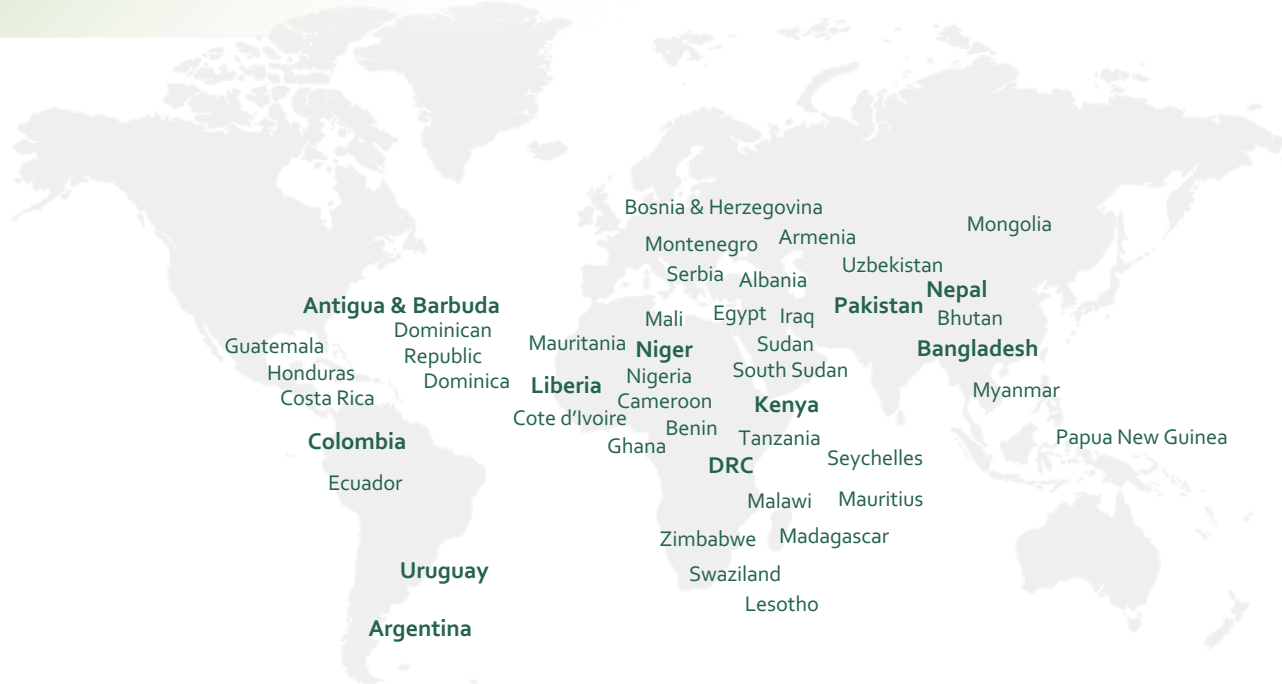 Bosnia & Herzegovina
Mongolia
Montenegro
Armenia
Serbia
Albania
Uzbekistan
Nepal
Antigua & Barbuda
Pakistan
Dominican
Republic
Mali
Egypt
Iraq
Bhutan
Guatemala
Mauritania
Niger
Sudan
Bangladesh
Honduras
Dominica
Liberia
Nigeria
South Sudan
Costa Rica
Cameroon
Kenya
Myanmar
Cote d’Ivoire
Benin
Colombia
Ghana
Tanzania
Papua New Guinea
DRC
Seychelles
Ecuador
Malawi
Mauritius
Zimbabwe
Madagascar
Uruguay
Swaziland
Lesotho
Argentina